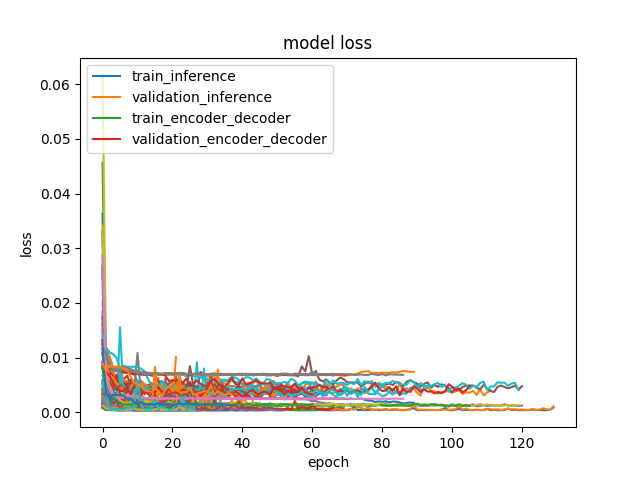 model loss
train_inference
validation_inference
train_encoder_decoder
validation_encoder_decoder
loss
0.06
0.05
0.04
0.03
0.02
0.01
0.00
0 20 40 60 80 100 120
epoch